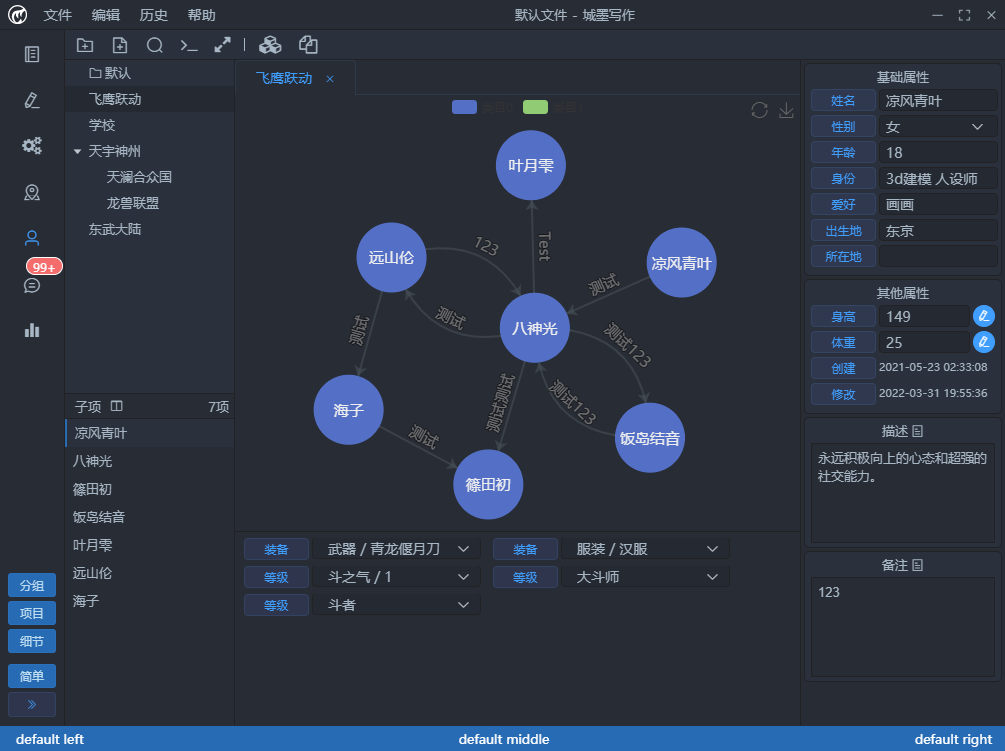 文件 编辑 历史 帮助 默认文件 - 城墨写作
默认
飞鹰跃动
学校
天宇神州
天澜合众国
龙兽联盟
东武大陆
99+
子项 7项
凉风青叶
八神光
篠田初
饭岛结音
叶月雫
远山伦
海子
分组
项目
细节
简单
飞鹰跃动 ×
叶月雫
远山伦
123
Test
凉风青叶
测试
测试
八神光
测试
测试123
测试测试
测试123
海子
测试
饭岛结音
篠田初
装备 武器 / 青龙偃月刀 装备 服装 / 汉服
等级 斗之气 / 1 等级 大斗师
等级 斗者
基础属性
姓名 凉风青叶
性别 女
年龄 18
身份 3d建模 人设师
爱好 画画
出生地 东京
所在地
其他属性
身高 149
体重 25
创建 2021-05-23 02:33:08
修改 2022-03-31 19:55:36
描述
永远积极向上的心态和超强的
社交能力。
备注
123
default left default middle default right